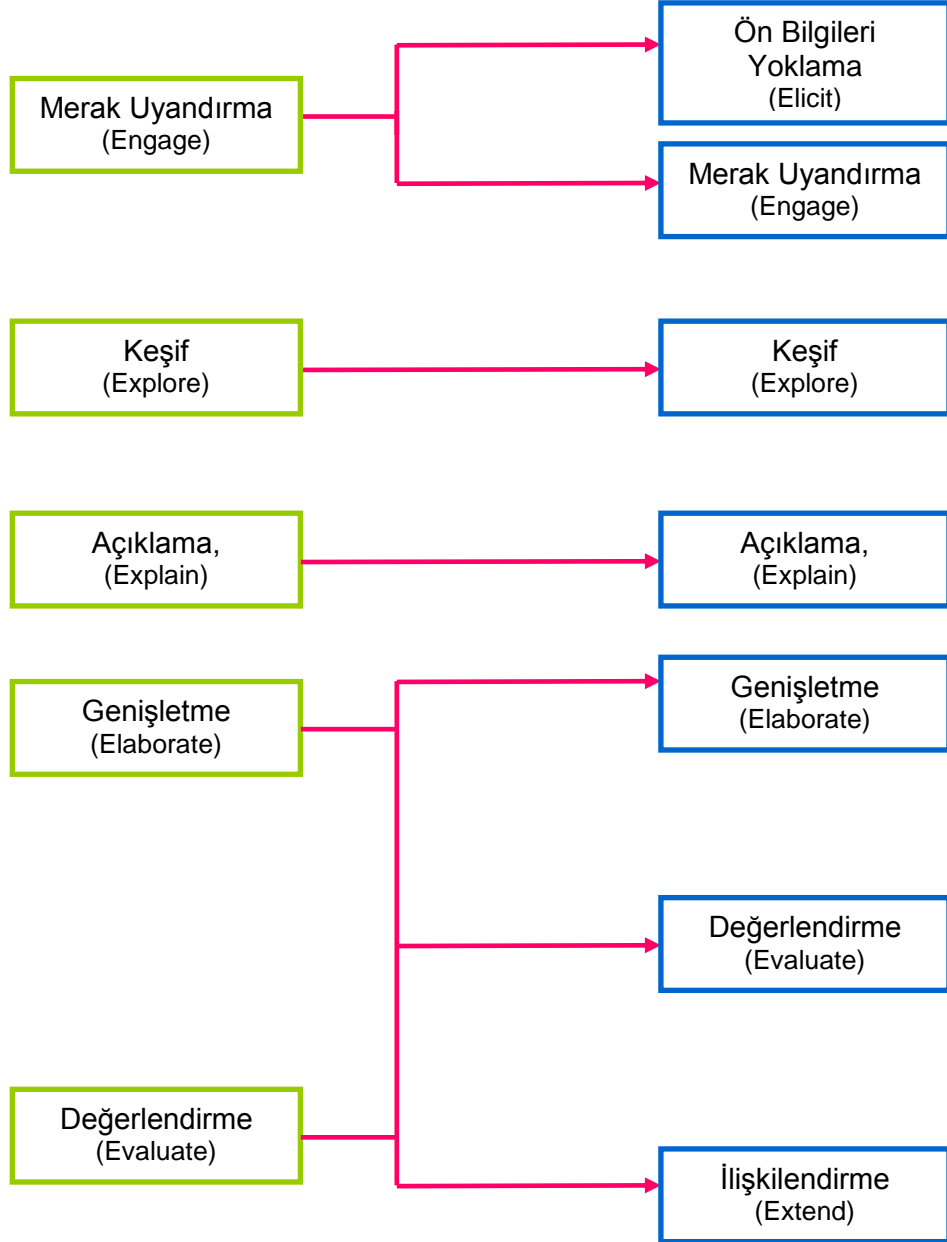 Merak Uyandırma
(Engage)
Ön Bilgileri
Yoklama
(Elicit)
Merak Uyandırma
(Engage)
Keşif
(Explore)
Keşif
(Explore)
Açıklama,
(Explain)
Açıklama,
(Explain)
Genişletme
(Elaborate)
Genişletme
(Elaborate)
Değerlendirme
(Evaluate)
Değerlendirme
(Evaluate)
İlişkilendirme
(Extend)